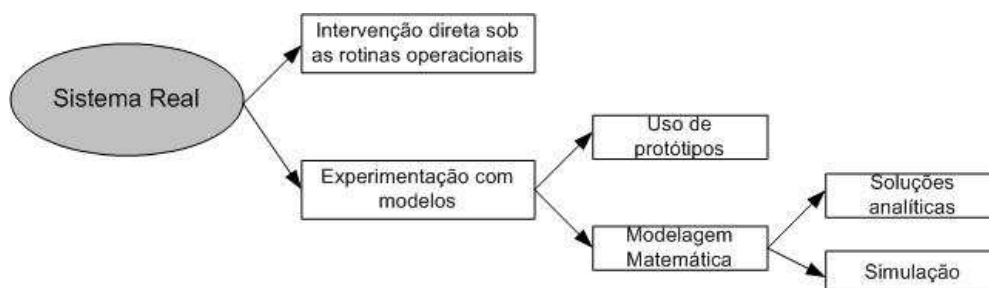 Intervenção direta sob
as rotinas operacionais
Sistema Real
Uso de
protótipos
Experimentação com
modelos
Soluções
analíticas
Modelagem
Matemática
Simulação